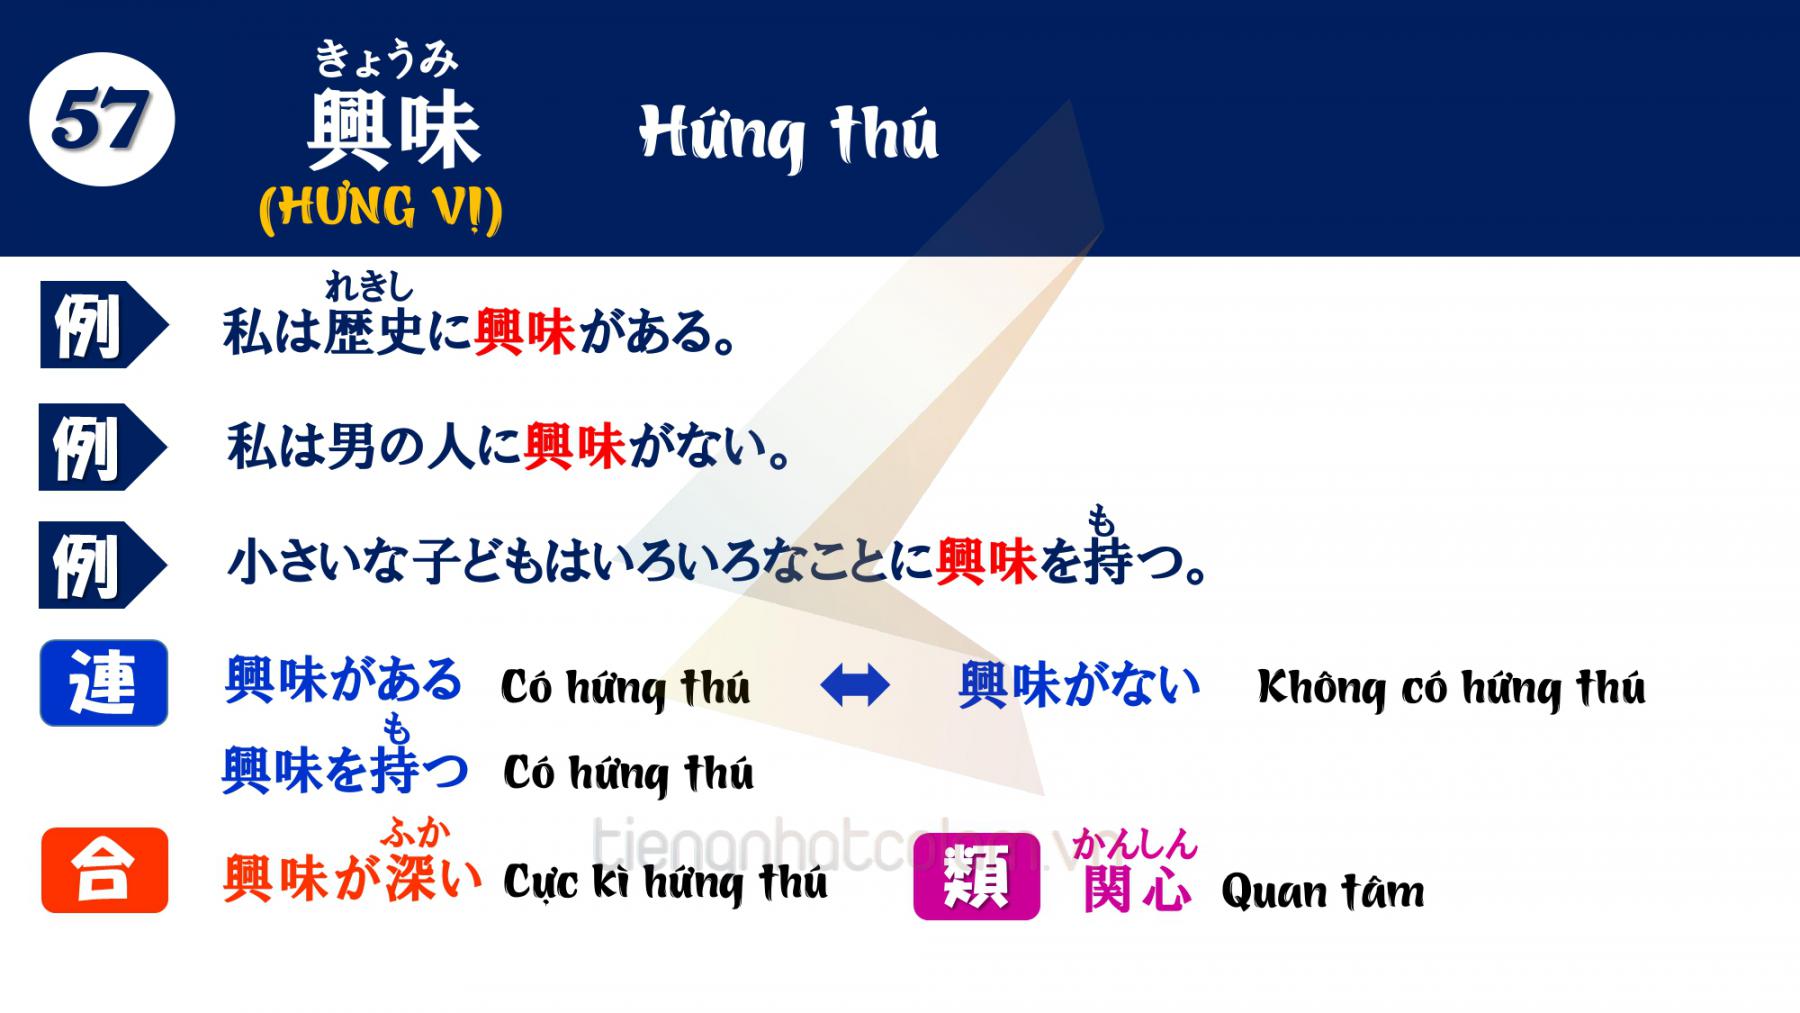 57
きょうみ
興味
(HƯNG VỊ)
Hứng thú
れきし
例 私は歴史に興味がある。
例 私は男の人に興味がない。
も
例 小さいな子どもはいろいろなことに興味を持つ。
連 興味がある Có hứng thú ⬌ 興味がない Không có hứng thú
も
興味を持つ Có hứng thú
ふか
合 興味が深い Cực kì hứng thú
かんしん
類 関心 Quan tâm